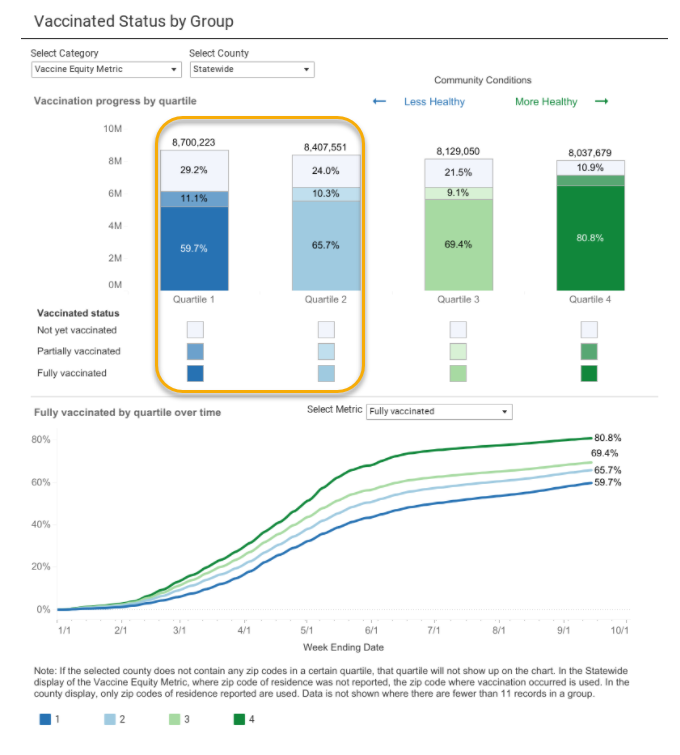 Vaccinated Status by Group
Select Category
Select County
Vaccine Equity Metric
Statewide
Community Conditions
Vaccination progress by quartile
← Less Healthy
More Healthy →
10M
8M
6M
4M
2M
0M
8,700,223
8,407,551
8,129,050
8,037,679
29.2%
24.0%
21.5%
10.9%
11.1%
10.3%
9.1%
59.7%
65.7%
69.4%
80.8%
Quartile 1
Quartile 2
Quartile 3
Quartile 4
Vaccinated status
Not yet vaccinated
Partially vaccinated
Fully vaccinated
Fully vaccinated by quartile over time
Select Metric
Fully vaccinated
80%
60%
40%
20%
0%
80.8%
69.4%
65.7%
59.7%
1/1
2/1
3/1
4/1
5/1
6/1
7/1
8/1
9/1
10/1
Week Ending Date
Note: If the selected county does not contain any zip codes in a certain quartile, that quartile will not show up on the chart. In the Statewide
display of the Vaccine Equity Metric, where zip code of residence was not reported, the zip code where vaccination occurred is used. In the
county display, only zip codes of residence reported are used. Data is not shown where there are fewer than 11 records in a group.
1
2
3
4